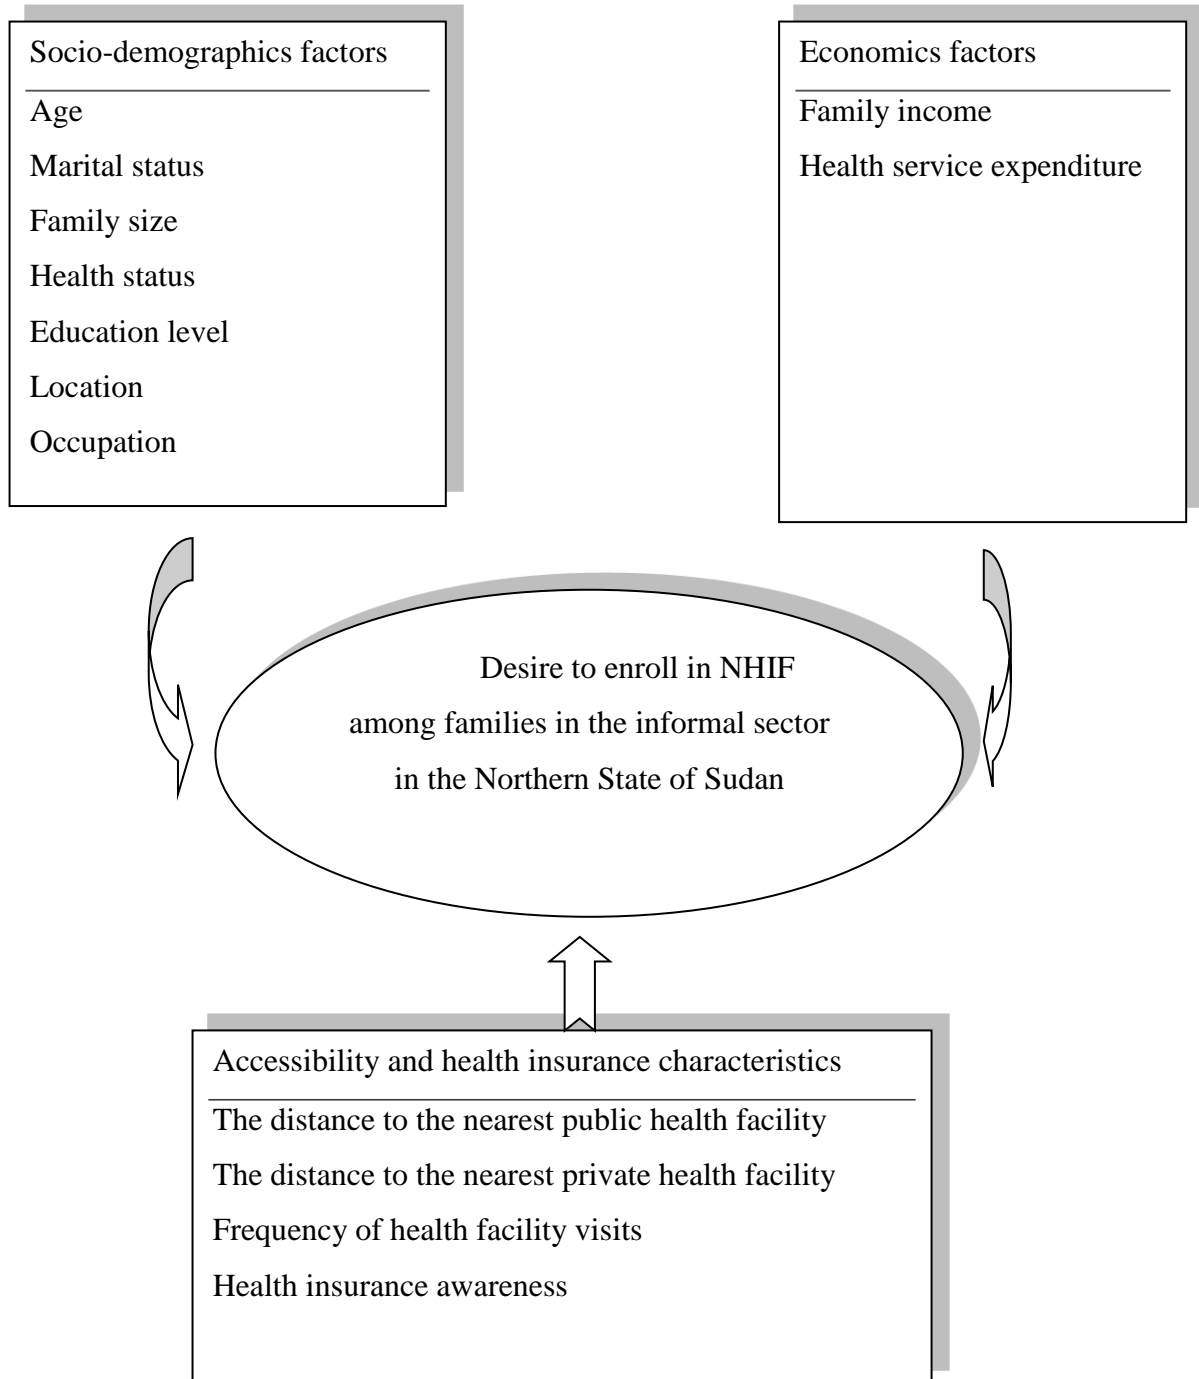 Socio-demographics factors
Age
Marital status
Family size
Health status
Education level
Location
Occupation
Economics factors
Family income
Health service expenditure
Desire to enroll in NHIF
among families in the informal sector
in the Northern State of Sudan
Accessibility and health insurance characteristics
The distance to the nearest public health facility
The distance to the nearest private health facility
Frequency of health facility visits
Health insurance awareness